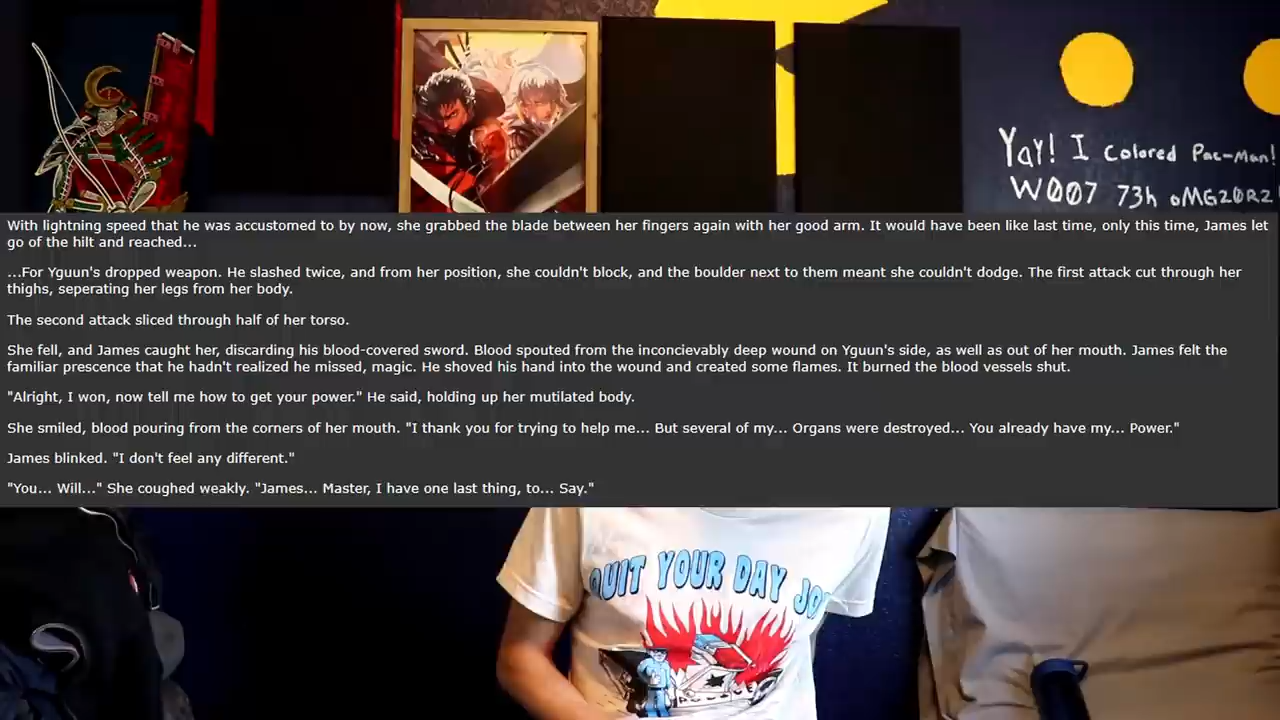 Yay! I Colored Pac-Man!
W007 73h oMG20R2
With lightning speed that he was accustomed to by now, she grabbed the blade between her fingers again with her good arm. It would have been like last time, only this time, James let
go of the hilt and reached...
...For Yguun's dropped weapon. He slashed twice, and from her position, she couldn't block, and the boulder next to them meant she couldn't dodge. The first attack cut through her
thighs, seperating her legs from her body.
The second attack sliced through half of her torso.
She fell, and James caught her, discarding his blood-covered sword. Blood spouted from the inconcievably deep wound on Yguun's side, as well as out of her mouth. James felt the
familiar prescence that he hadn't realized he missed, magic. He shoved his hand into the wound and created some flames. It burned the blood vessels shut.
"Alright, I won, now tell me how to get your power." He said, holding up her mutilated body.
She smiled, blood pouring from the corners of her mouth. "I thank you for trying to help me... But several of my... Organs were destroyed... You already have my... Power."
James blinked. "I don't feel any different."
"You... Will..." She coughed weakly. "James... Master, I have one last thing, to... Say."
QUIT YOUR DAY JO